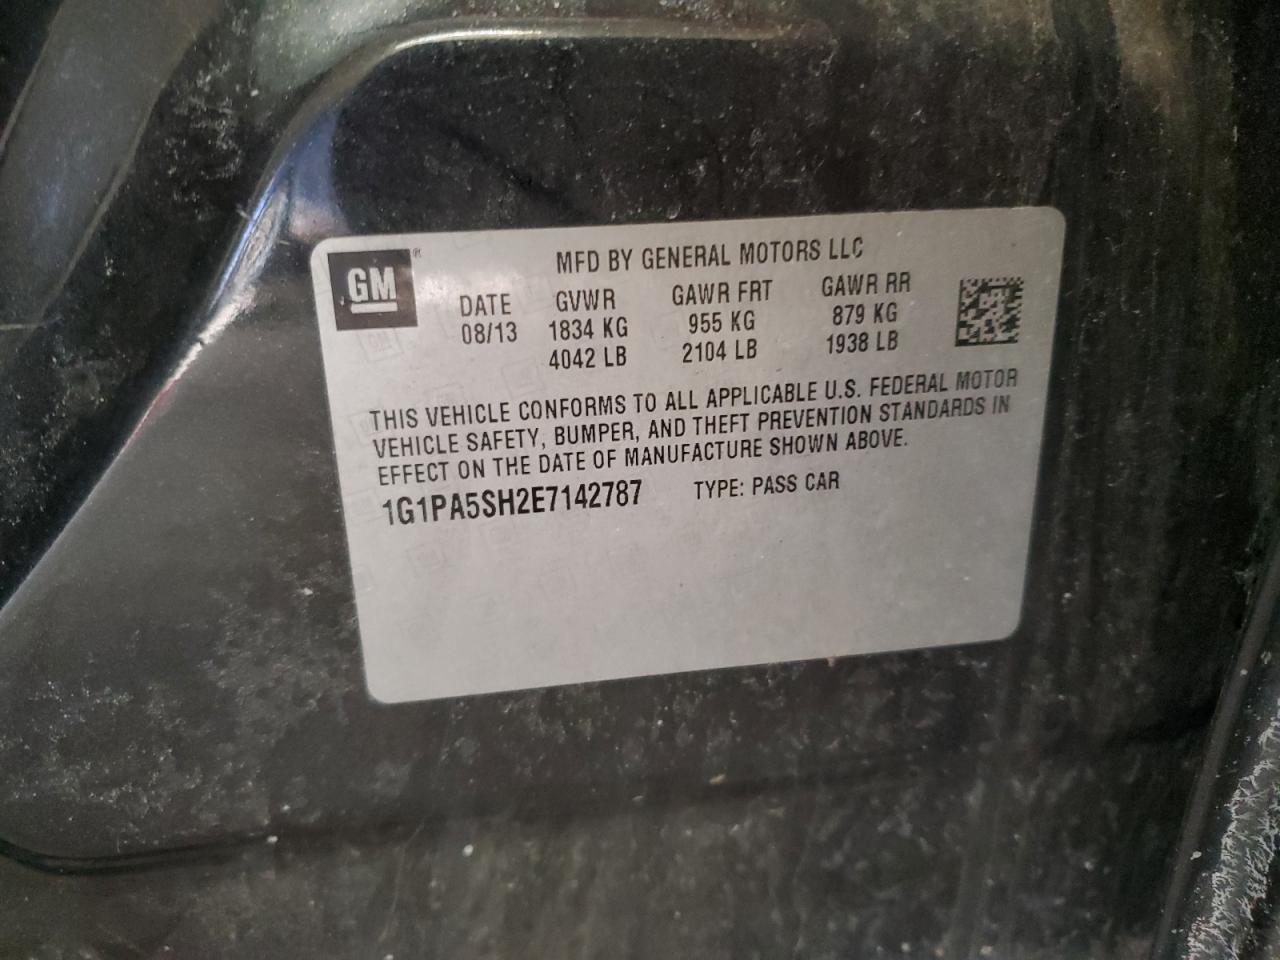 GM ®
MFD BY GENERAL MOTORS LLC
DATE GVWR GAWR FRT GAWR RR
08/13 1834 KG 955 KG 879 KG
4042 LB 2104 LB 1938 LB
THIS VEHICLE CONFORMS TO ALL APPLICABLE U.S. FEDERAL MOTOR
VEHICLE SAFETY, BUMPER, AND THEFT PREVENTION STANDARDS IN
EFFECT ON THE DATE OF MANUFACTURE SHOWN ABOVE.
1G1PA5SH2E7142787 TYPE: PASS CAR